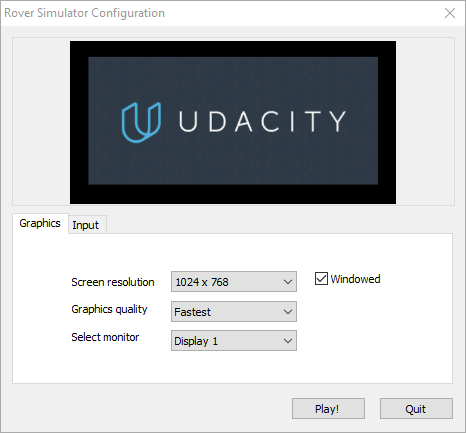 Rover Simulator Configuration
UDACITY
Graphics
Input
Screen resolution
1024 x 768
Windowed
Graphics quality
Fastest
Select monitor
Display 1
Play!
Quit